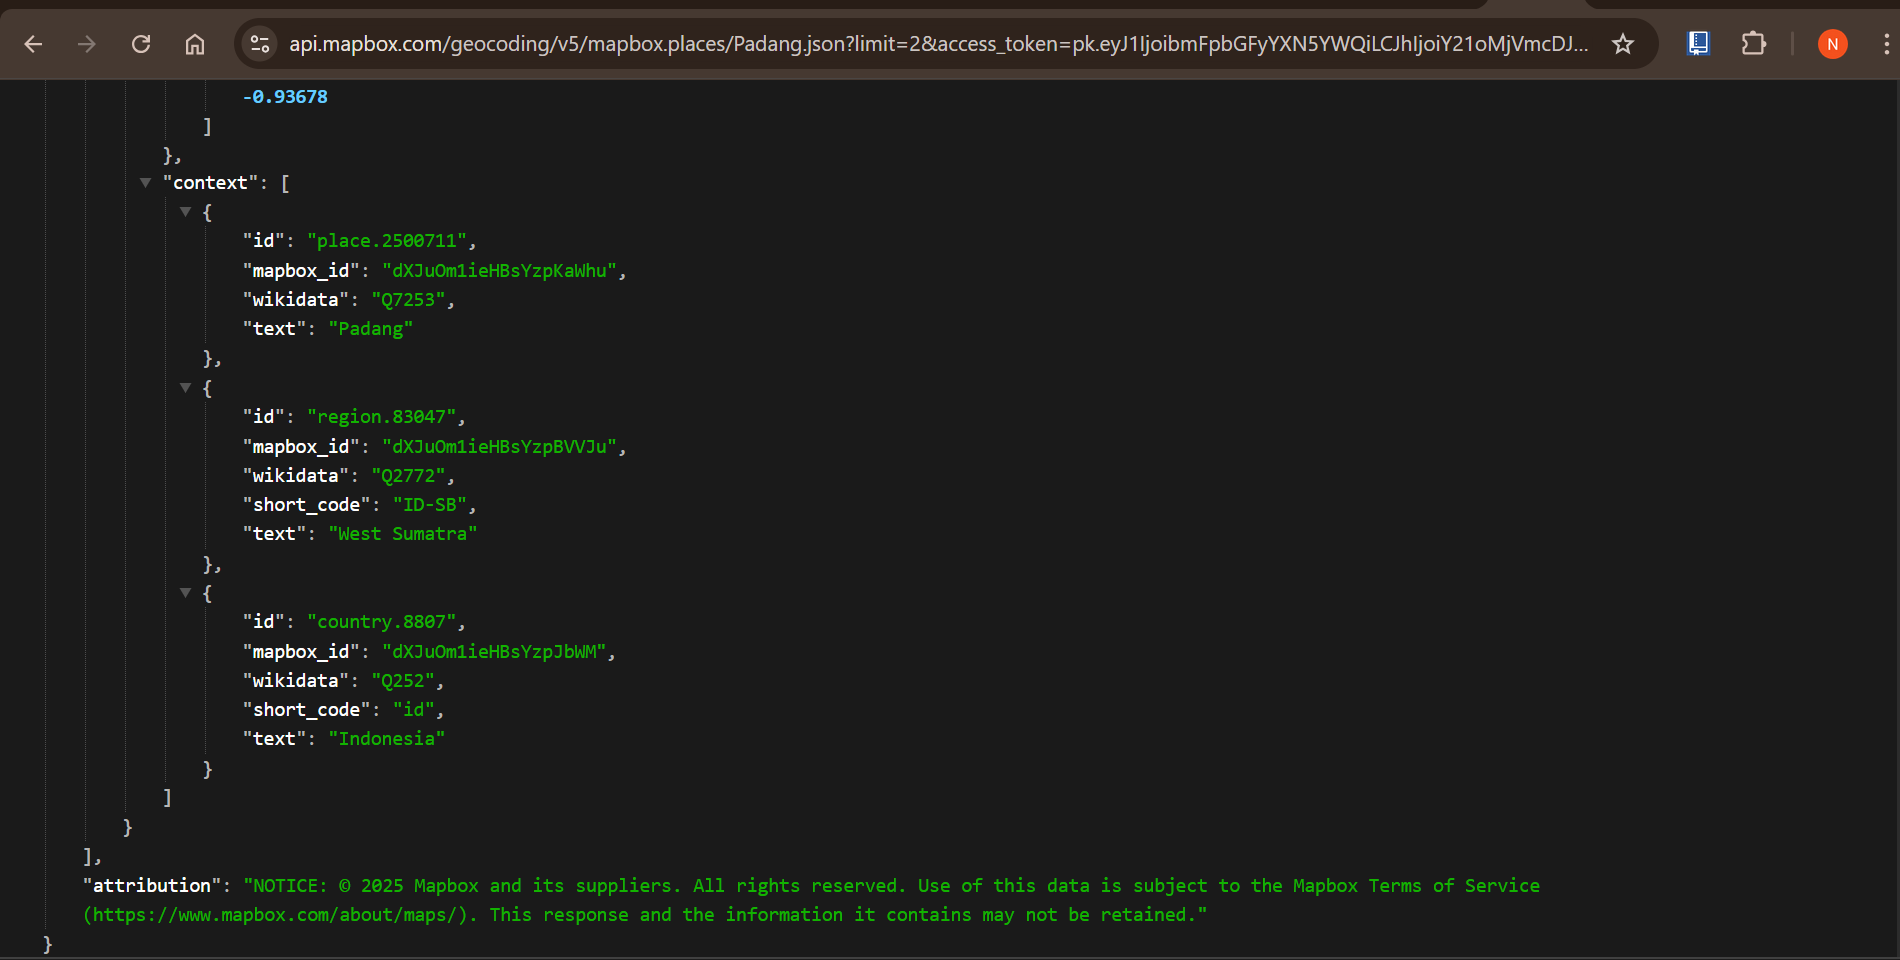 api.mapbox.com/geocoding/v5/mapbox.places/Padang.json?limit=2&access_token=pk.eyJ1IjoibmFpbGFyYXN5YWQiLCJhIjoiY21oMjVmcDJ...
N
-0.93678
]
},
"context": [
{
"id": "place.2500711",
"mapbox_id": "dXJuOm1ieHBsYzpKaWhu",
"wikidata": "Q7253",
"text": "Padang"
},
{
"id": "region.83047",
"mapbox_id": "dXJuOm1ieHBsYzpBVVJu",
"wikidata": "Q2772",
"short_code": "ID-SB",
"text": "West Sumatra"
},
{
"id": "country.8807",
"mapbox_id": "dXJuOm1ieHBsYzpJbWM",
"wikidata": "Q252",
"short_code": "id",
"text": "Indonesia"
}
]
}
],
"attribution": "NOTICE: © 2025 Mapbox and its suppliers. All rights reserved. Use of this data is subject to the Mapbox Terms of Service
(https://www.mapbox.com/about/maps/). This response and the information it contains may not be retained."
}